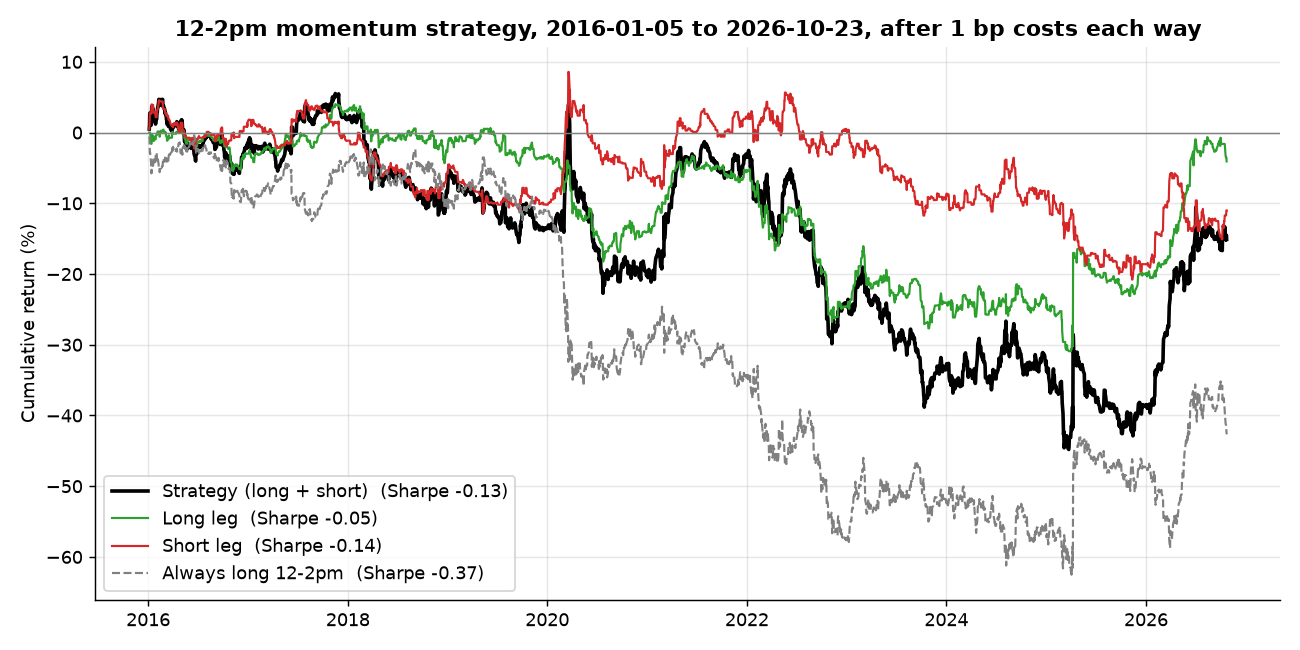 12-2pm momentum strategy, 2016-01-05 to 2026-10-23, after 1 bp costs each way
Cumulative return (%)
10
0
−10
−20
−30
−40
−50
−60
Strategy (long + short)  (Sharpe -0.13)
Long leg  (Sharpe -0.05)
Short leg  (Sharpe -0.14)
Always long 12-2pm  (Sharpe -0.37)
2016
2018
2020
2022
2024
2026